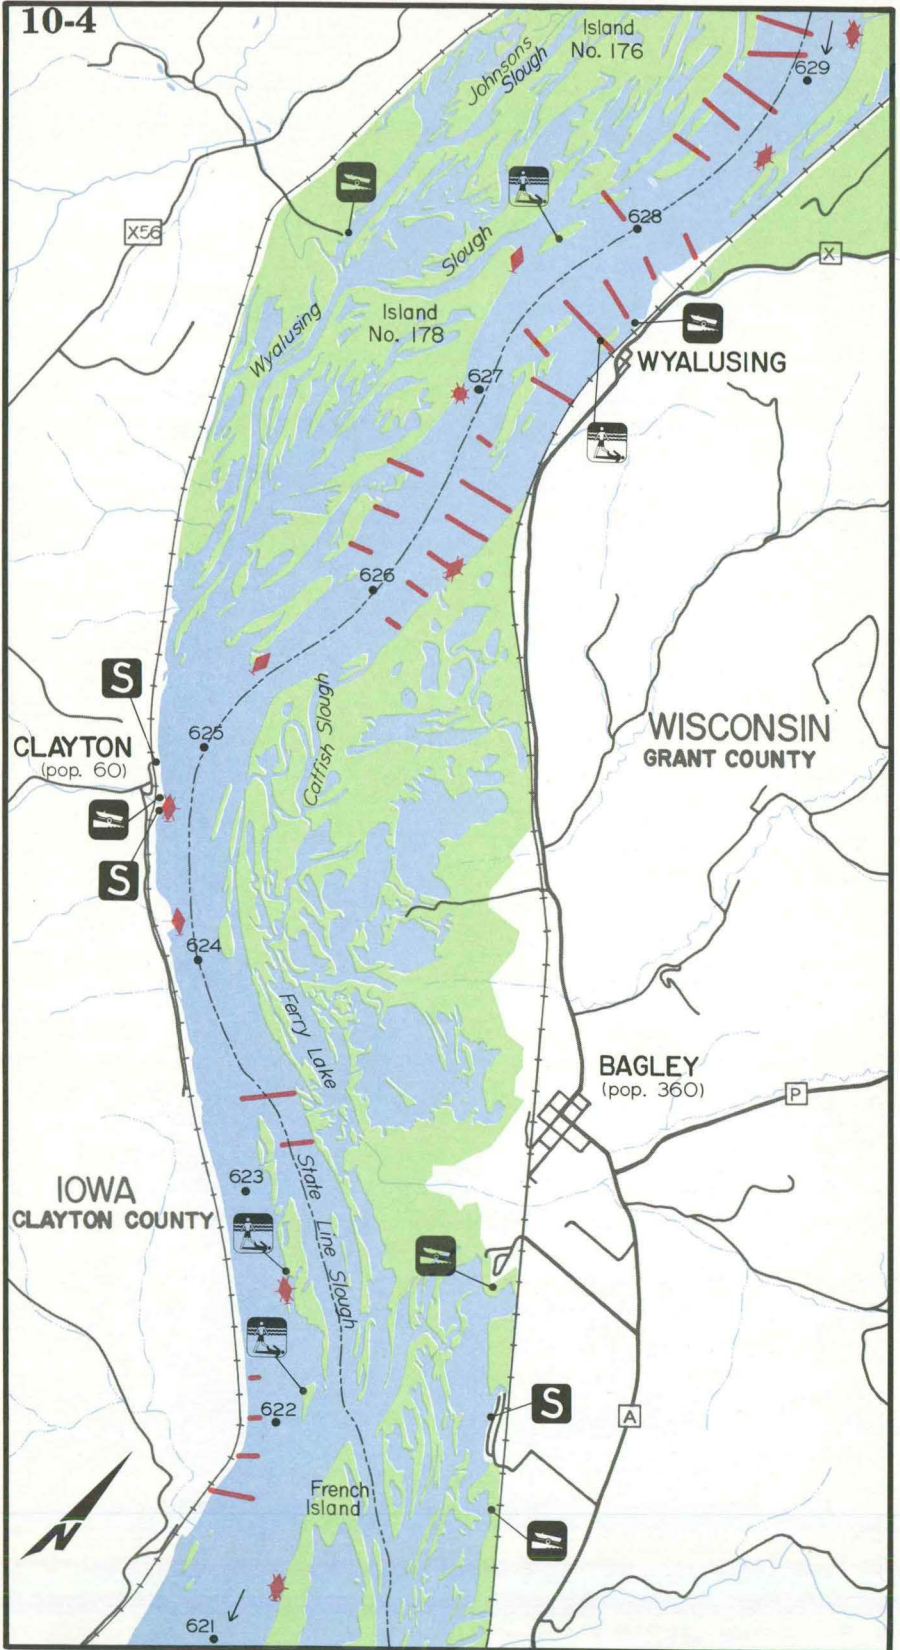 10-4
Island
No. 176
Johnson's
Slough
629
X56
628
Slough
X
Wyalusing
Island
No. 178
WYALUSING
627
626
S
CLAYTON
(pop. 60)
625
Catfish Slough
WISCONSIN
GRANT COUNTY
S
624
Ferry Lake
BAGLEY
(pop. 360)
P
IOWA
CLAYTON COUNTY
623
State Line Slough
S
A
622
French
Island
N
621